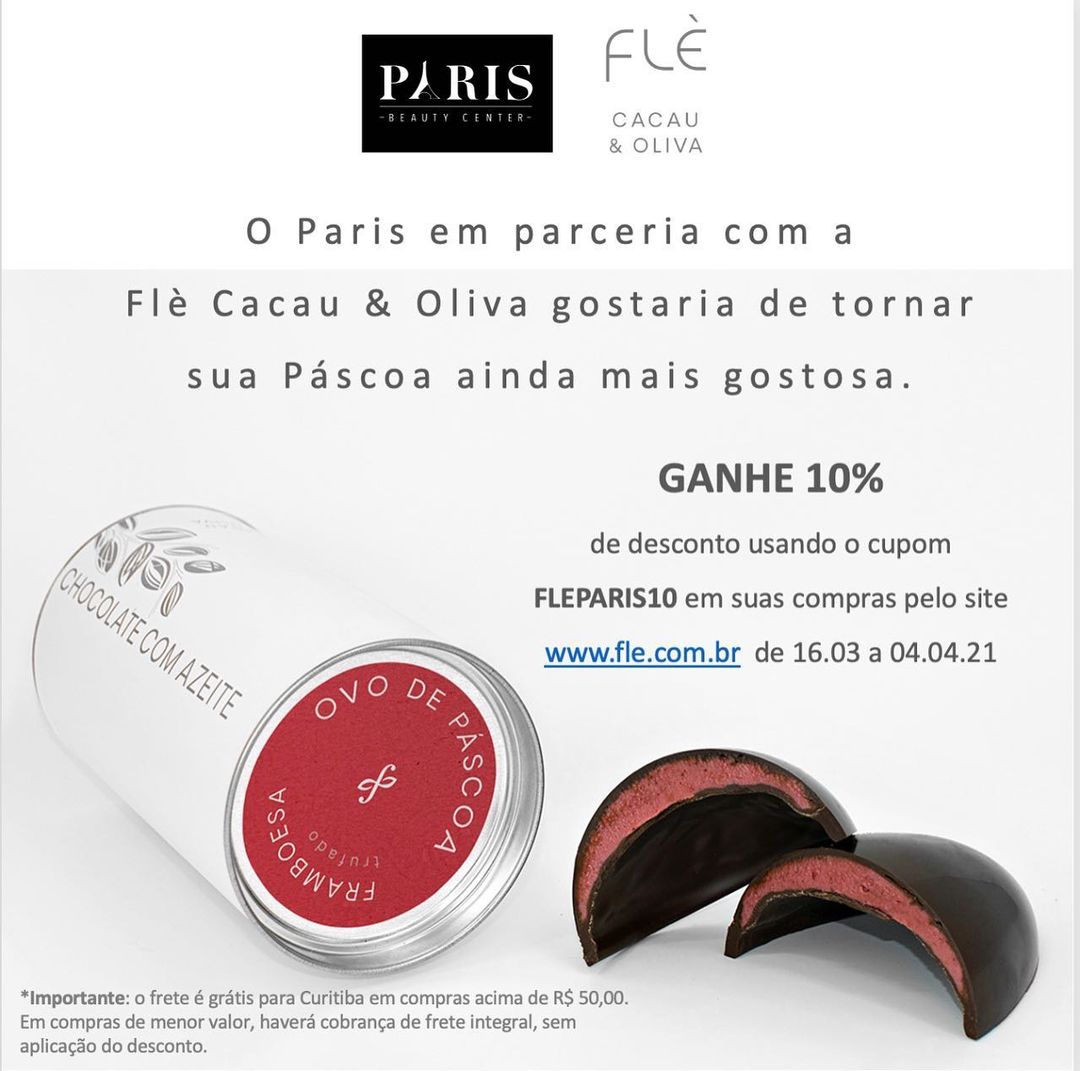 PARIS
-BEAUTY CENTER-
FLÈ
CACAU
& OLIVA
O Paris em parceria com a
Flè Cacau & Oliva gostaria de tornar
sua Páscoa ainda mais gostosa.
GANHE 10%
de desconto usando o cupom
FLEPARIS10 em suas compras pelo site
www.fle.com.br de 16.03 a 04.04.21
CHOCOLATE COM AZEITE
OVO DE PÁSCOA
FRAMBOESA
trufado
*Importante: o frete é grátis para Curitiba em compras acima de R$ 50,00.
Em compras de menor valor, haverá cobrança de frete integral, sem
aplicação do desconto.